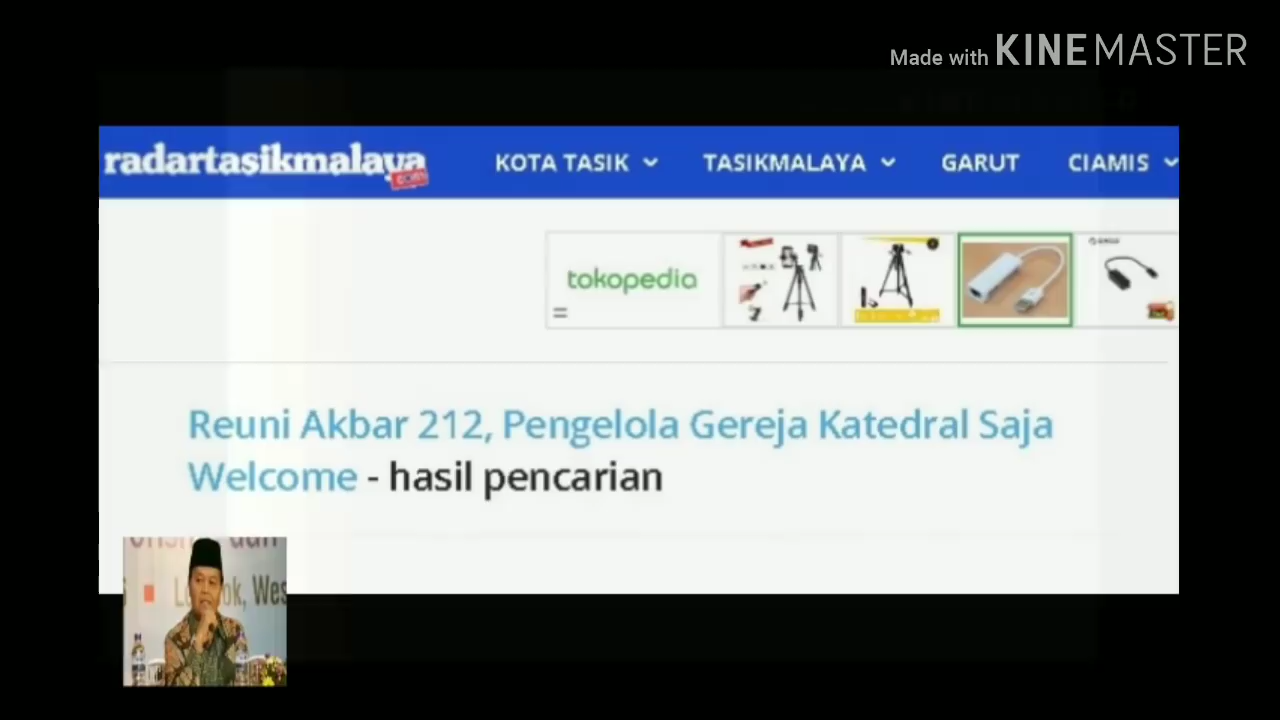 Made with KINEMASTER
radartasikmalaya
.com
KOTA TASIK TASIKMALAYA GARUT CIAMIS
tokopedia
Reuni Akbar 212, Pengelola Gereja Katedral Saja
Welcome - hasil pencarian